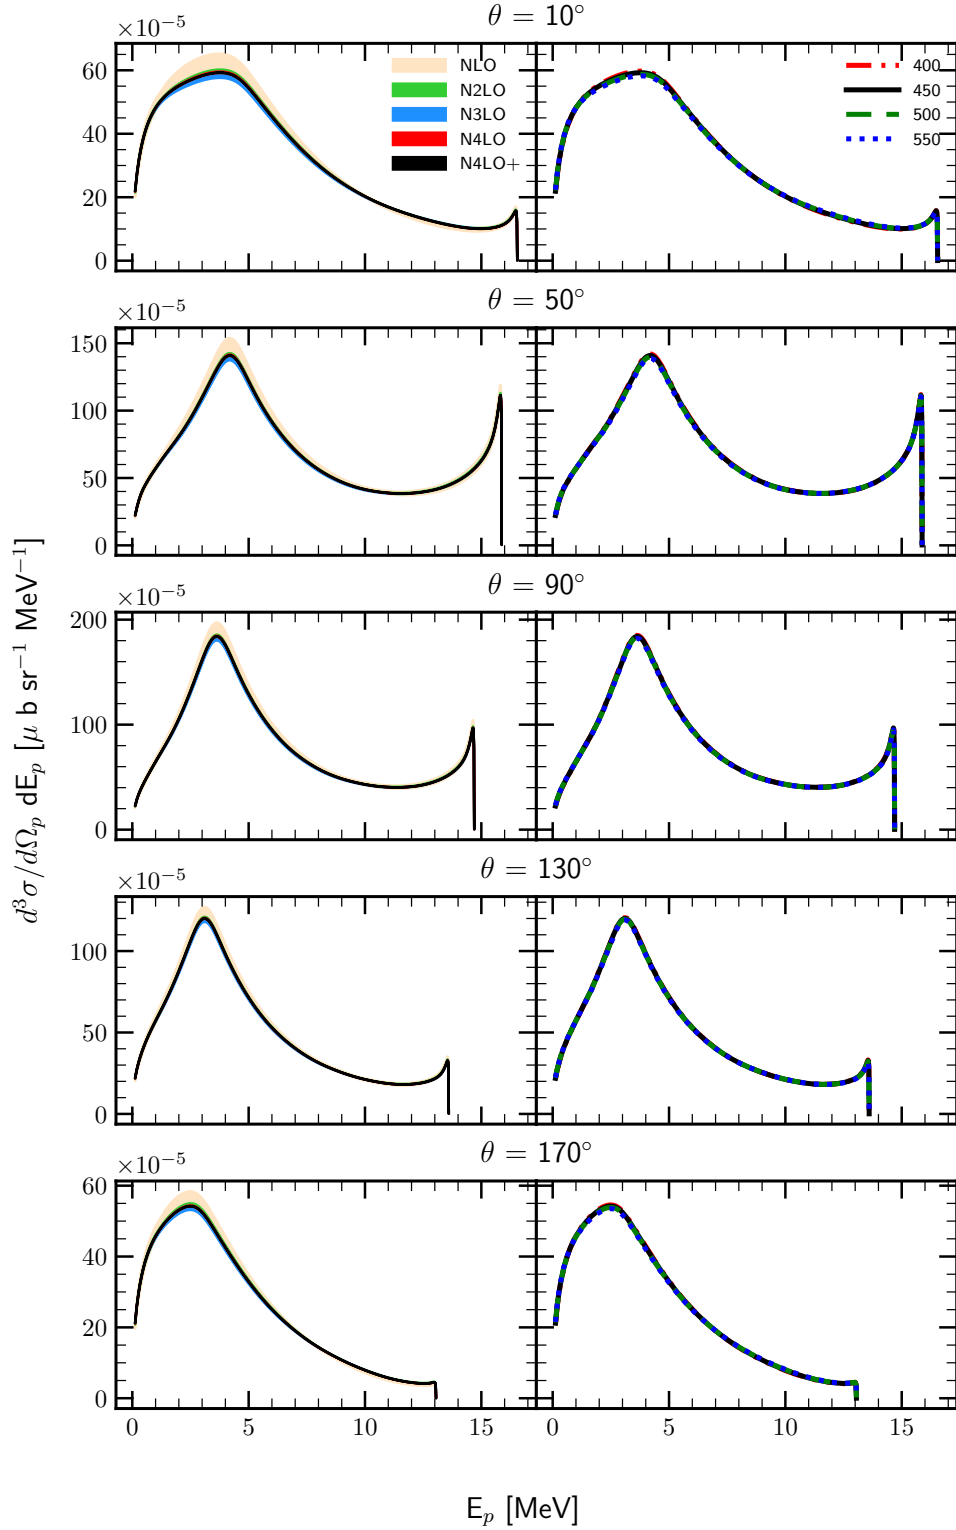 θ = 10°
×10⁻⁵
60
40
20
0
NLO
N2LO
N3LO
N4LO
N4LO+
400
450
500
550
θ = 50°
×10⁻⁵
150
100
50
0
θ = 90°
×10⁻⁵
200
100
0
θ = 130°
×10⁻⁵
100
50
0
θ = 170°
×10⁻⁵
60
40
20
0
0 5 10 15 0 5 10 15
d³σ/dΩₚ dEₚ [μ b sr⁻¹ MeV⁻¹]
Eₚ [MeV]